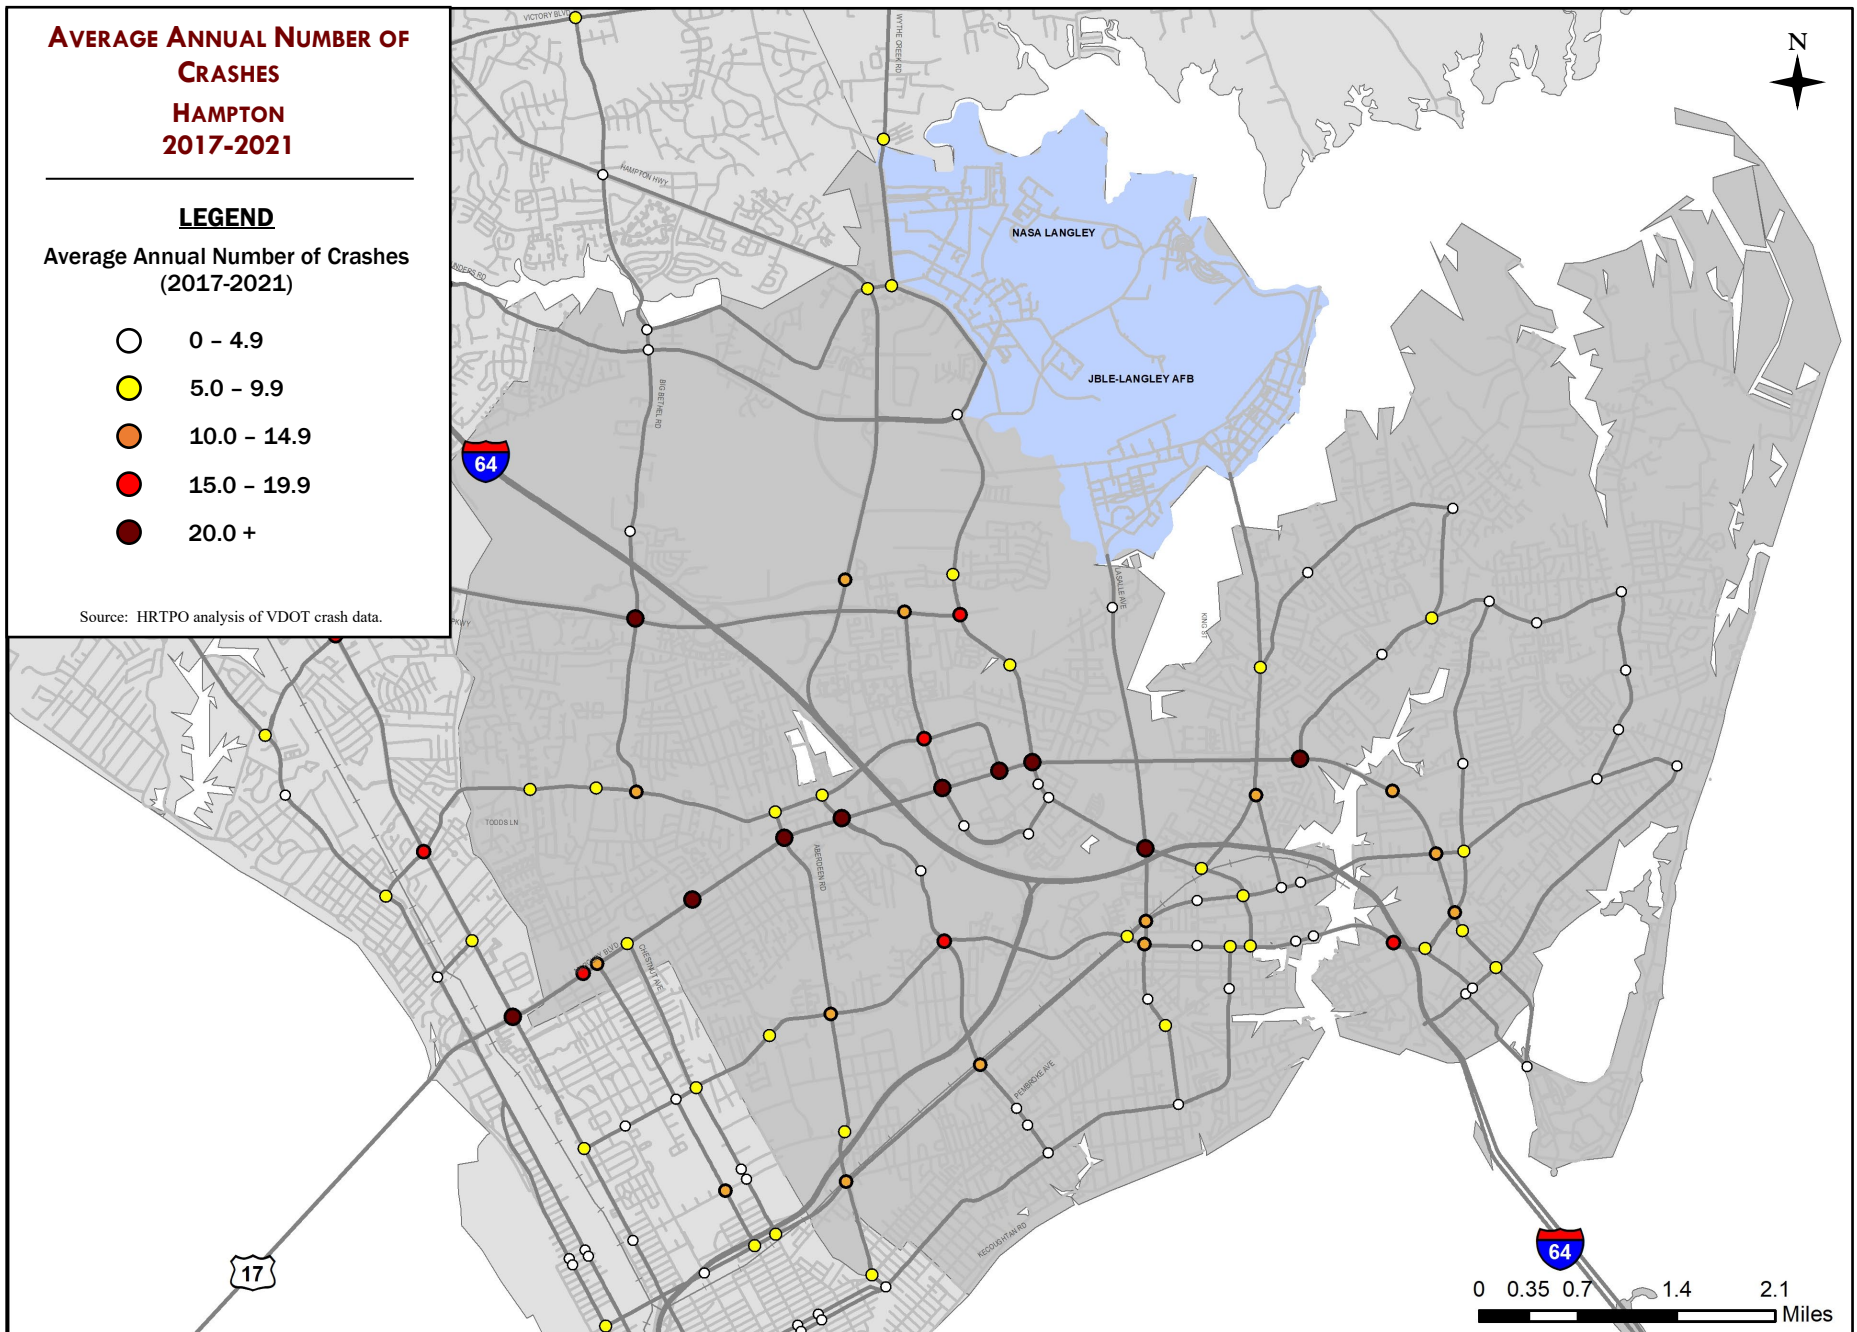 AVERAGE ANNUAL NUMBER OF
CRASHES
HAMPTON
2017-2021
LEGEND
Average Annual Number of Crashes
(2017-2021)
0 – 4.9
5.0 – 9.9
10.0 – 14.9
15.0 – 19.9
20.0 +
Source: HRTPO analysis of VDOT crash data.
VICTORY BLVD
WYTHE CREEK RD
N
HAMPTON HWY
NASA LANGLEY
JBLE-LANGLEY AFB
BIG BETHEL RD
64
LASALLE AVE
KING ST
PKWY
TODDS LN
ABERDEEN RD
CHESTNUT AVE
BLVD
PEMBROKE AVE
KECOUGHTAN RD
17
64
0 0.35 0.7 1.4 2.1
Miles